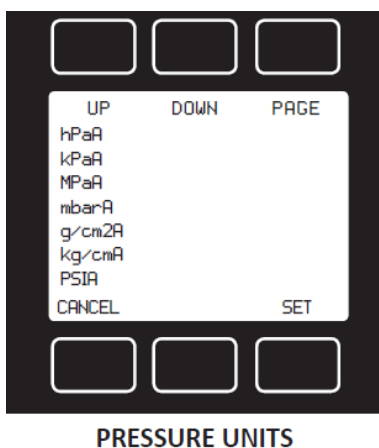 UP DOWN PAGE
hPaA
kPaA
MPaA
mbarA
g/cm2A
kg/cmA
PSIA
CANCEL SET
PRESSURE UNITS